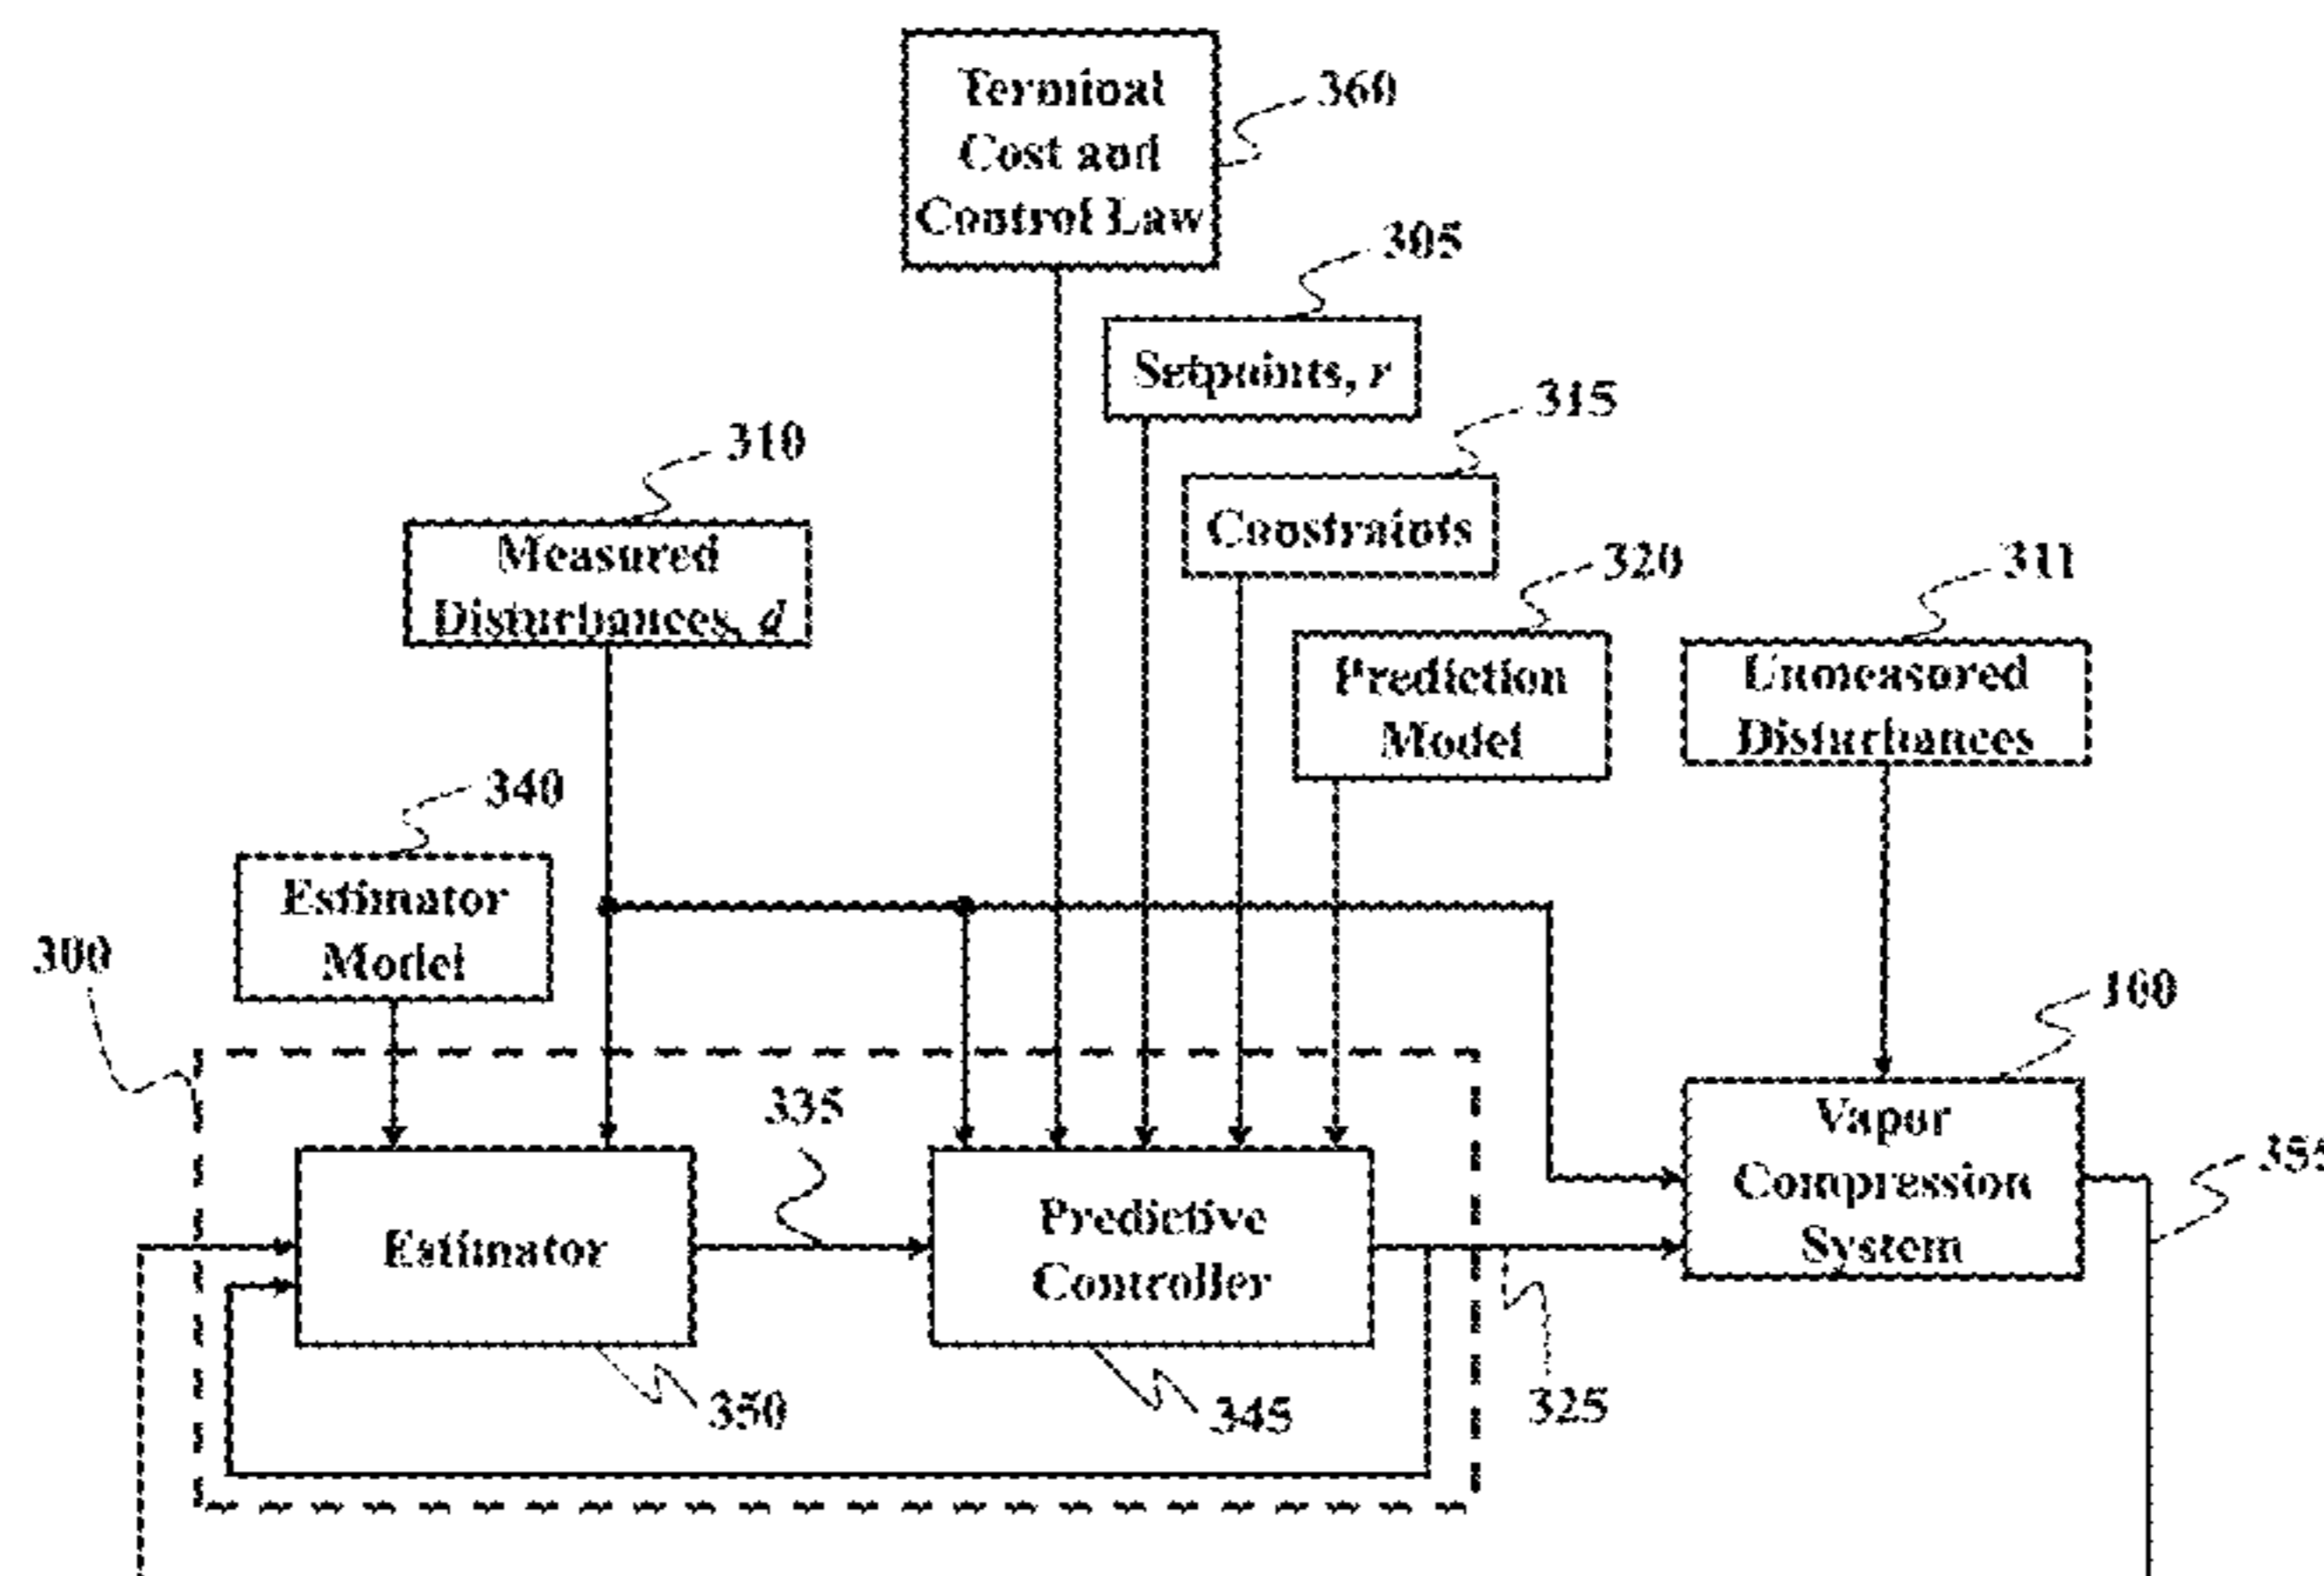 Terminal
Cost and
Control Law
360
305
Setpoints, r
315
310
Constraints
Measured
Disturbances, d
320
311
Prediction
Model
Unmeasured
Disturbances
340
Estimator
Model
300
100
335
Vapor
Compression
System
355
Estimator
Predictive
Controller
350
345
325